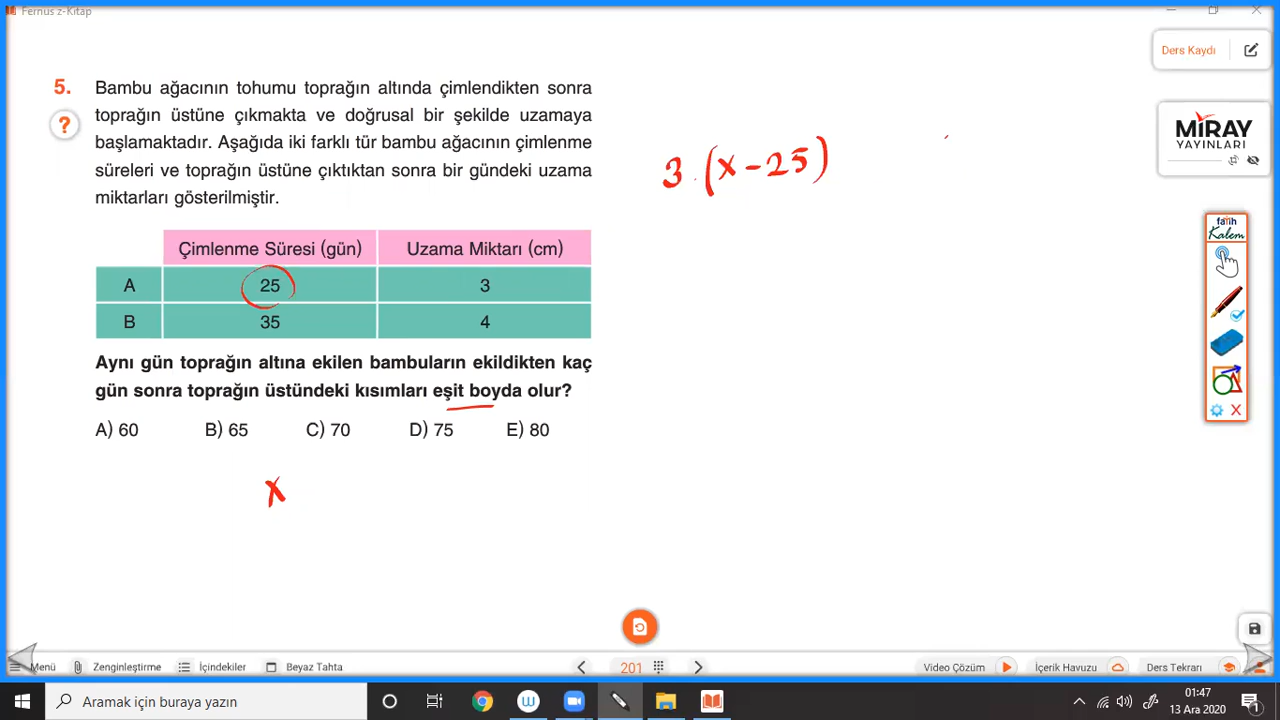 Fernus z-Kitap
Ders Kaydı
5. Bambu ağacının tohumu toprağın altında çimlendikten sonra
toprağın üstüne çıkmakta ve doğrusal bir şekilde uzamaya
başlamaktadır. Aşağıda iki farklı tür bambu ağacının çimlenme
süreleri ve toprağın üstüne çıktıktan sonra bir gündeki uzama
miktarları gösterilmiştir.
?
3. (x-25)
MİRAY
YAYINLARI
fatih
Kalem
Çimlenme Süresi (gün) Uzama Miktarı (cm)
A 25 3
B 35 4
Aynı gün toprağın altına ekilen bambuların ekildikten kaç
gün sonra toprağın üstündeki kısımları eşit boyda olur?
A) 60 B) 65 C) 70 D) 75 E) 80
x
Menü Zenginleştirme İçindekiler Beyaz Tahta 201 Video Çözüm İçerik Havuzu Ders Tekrarı
Aramak için buraya yazın
01:47
13 Ara 2020
1